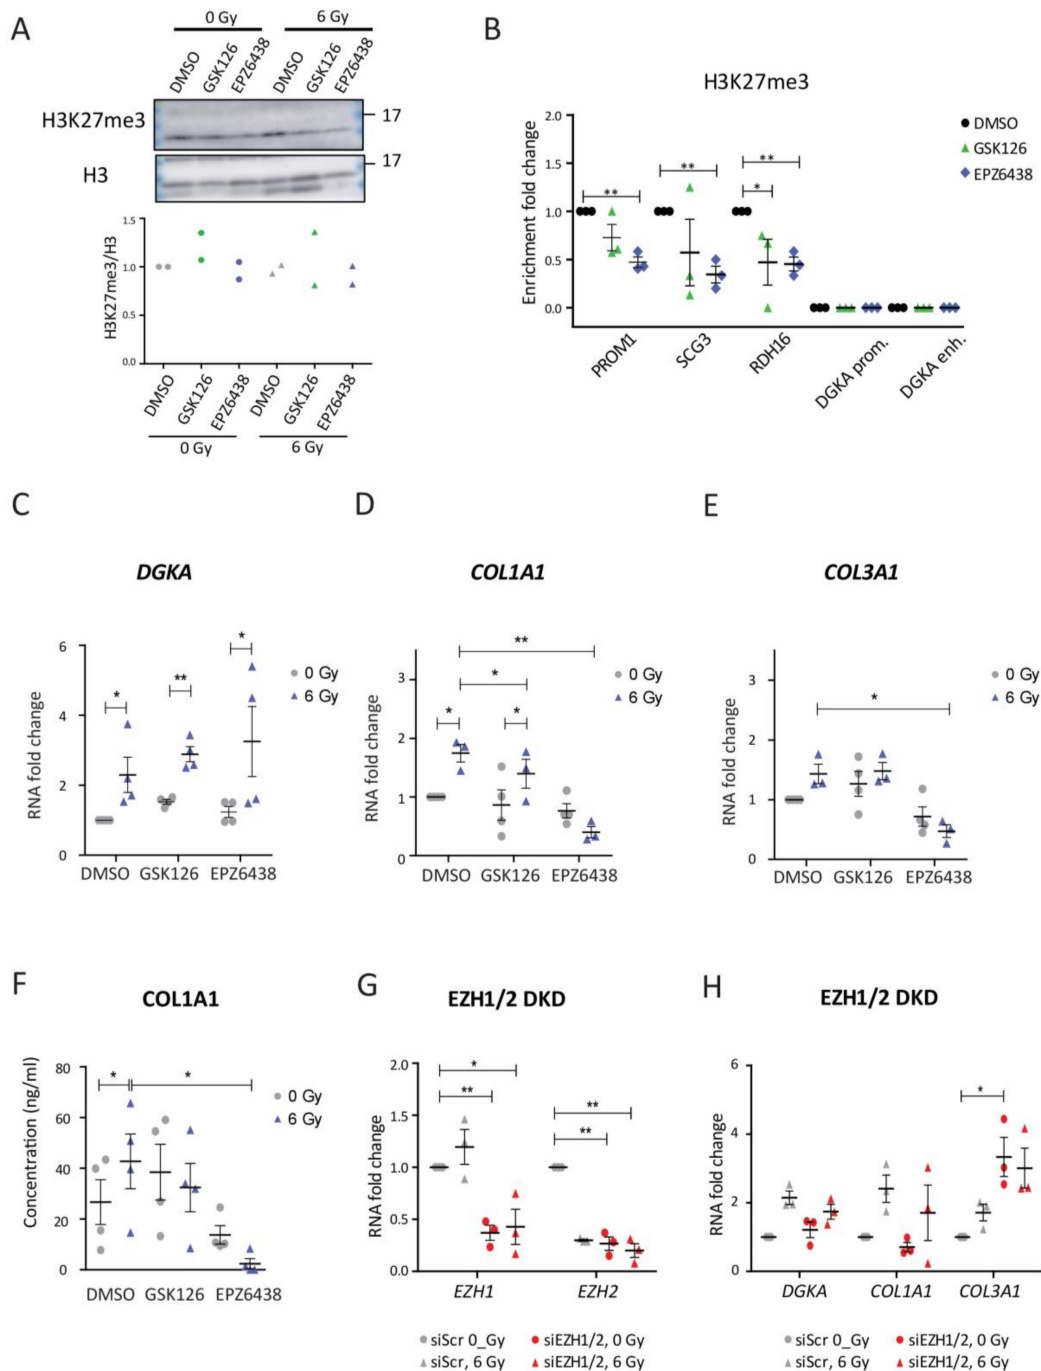 A
0 Gy
6 Gy
DMSO
GSK126
EPZ6438
DMSO
GSK126
EPZ6438
H3K27me3
17
H3
17
H3K27me3/H3
1.5
1.0
0.5
0.0
DMSO
GSK126
EPZ6438
DMSO
GSK126
EPZ6438
0 Gy
6 Gy
B
H3K27me3
Enrichment fold change
2.0
1.5
1.0
0.5
0.0
**
**
**
*
DMSO
GSK126
EPZ6438
PROM1
SCG3
RDH16
DGKA prom.
DGKA enh.
C
DGKA
RNA fold change
6
4
2
0
*
**
*
0 Gy
6 Gy
DMSO GSK126 EPZ6438
D
COL1A1
RNA fold change
3
2
1
0
**
*
*
*
0 Gy
6 Gy
DMSO GSK126 EPZ6438
E
COL3A1
RNA fold change
3
2
1
0
*
0 Gy
6 Gy
DMSO GSK126 EPZ6438
F
COL1A1
Concentration (ng/ml)
80
60
40
20
0
*
*
0 Gy
6 Gy
DMSO GSK126 EPZ6438
G
EZH1/2 DKD
RNA fold change
2.0
1.5
1.0
0.5
0.0
*
**
**
**
EZH1 EZH2
siScr 0_Gy siEZH1/2, 0 Gy
siScr, 6 Gy siEZH1/2, 6 Gy
H
EZH1/2 DKD
RNA fold change
6
4
2
0
*
DGKA COL1A1 COL3A1
siScr 0_Gy siEZH1/2, 0 Gy
siScr, 6 Gy siEZH1/2, 6 Gy